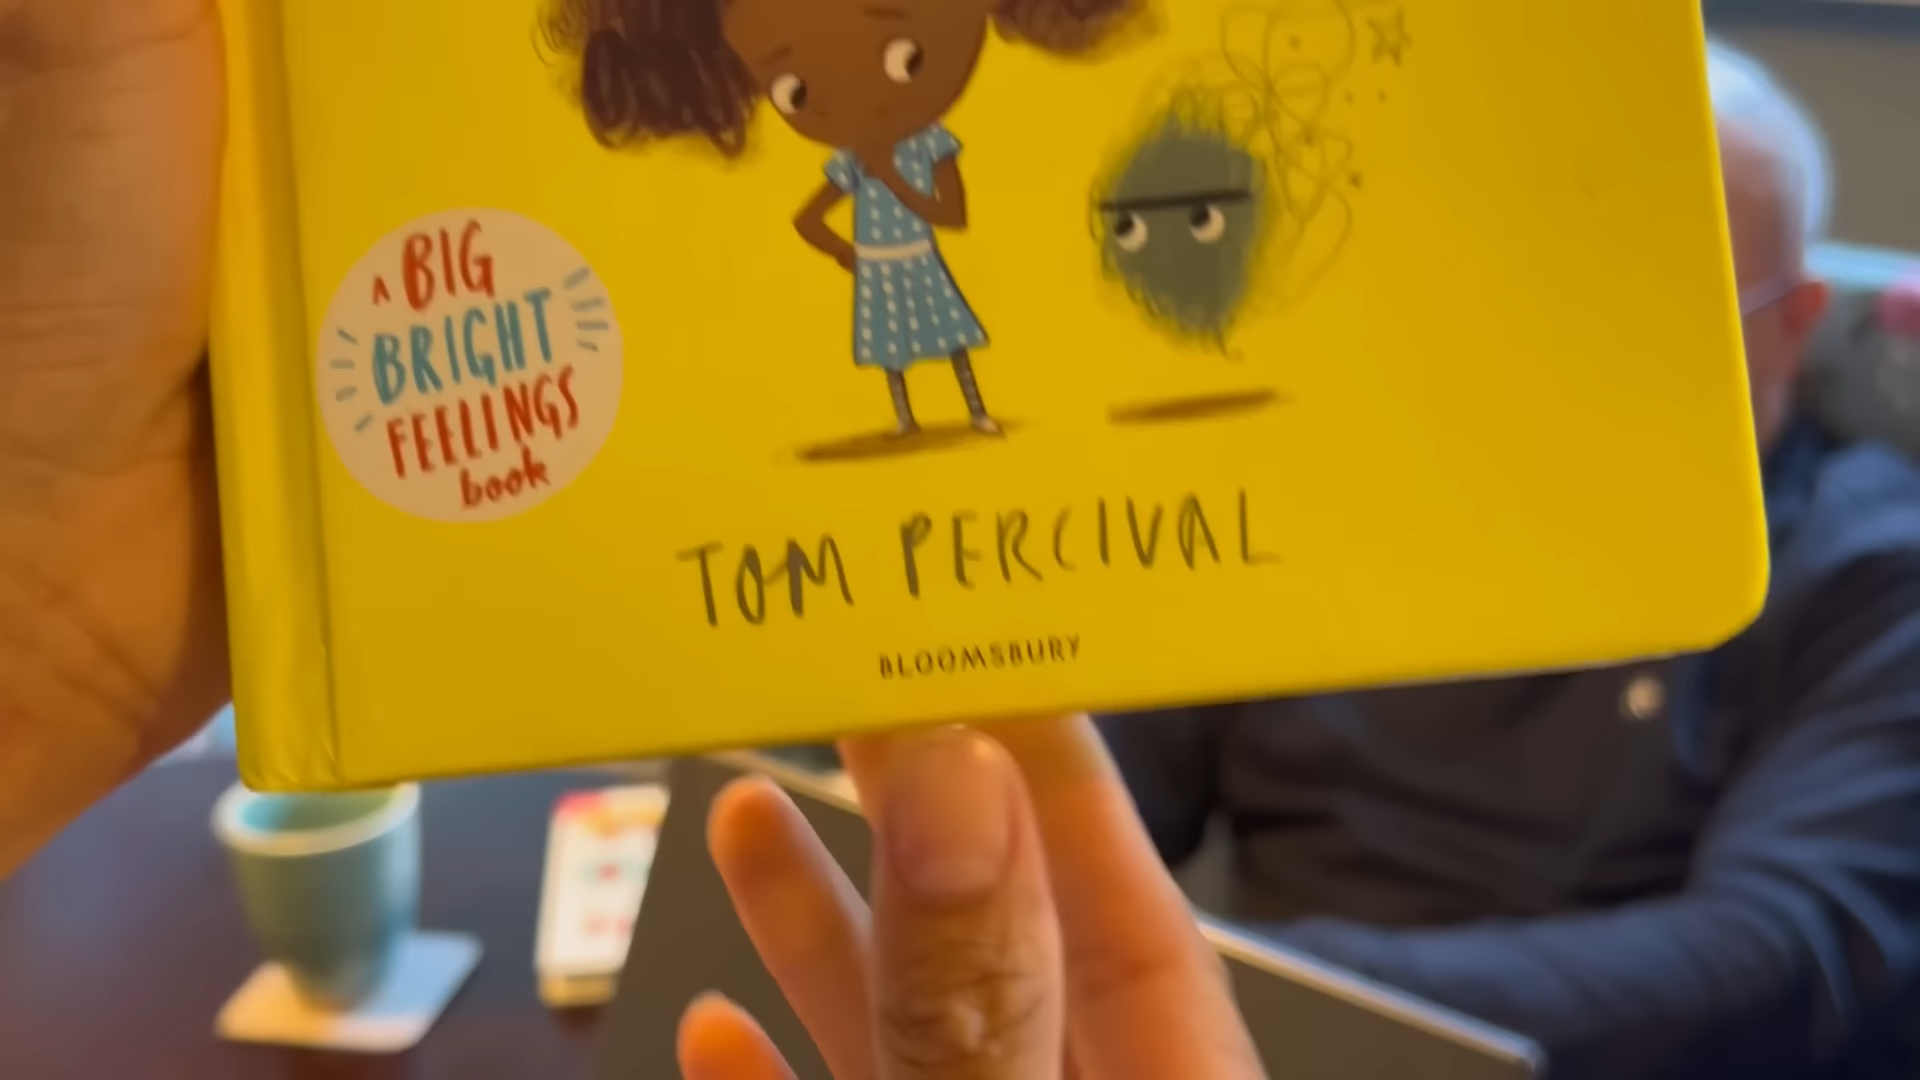 A BIG
BRIGHT
FEELINGS
book
TOM PERCIVAL
BLOOMSBURY